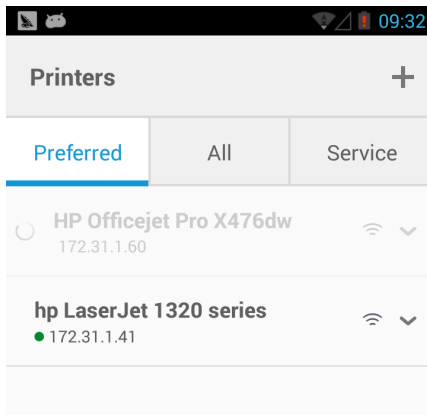 09:32
Printers
Preferred All Service
HP Officejet Pro X476dw
172.31.1.60
hp LaserJet 1320 series
172.31.1.41